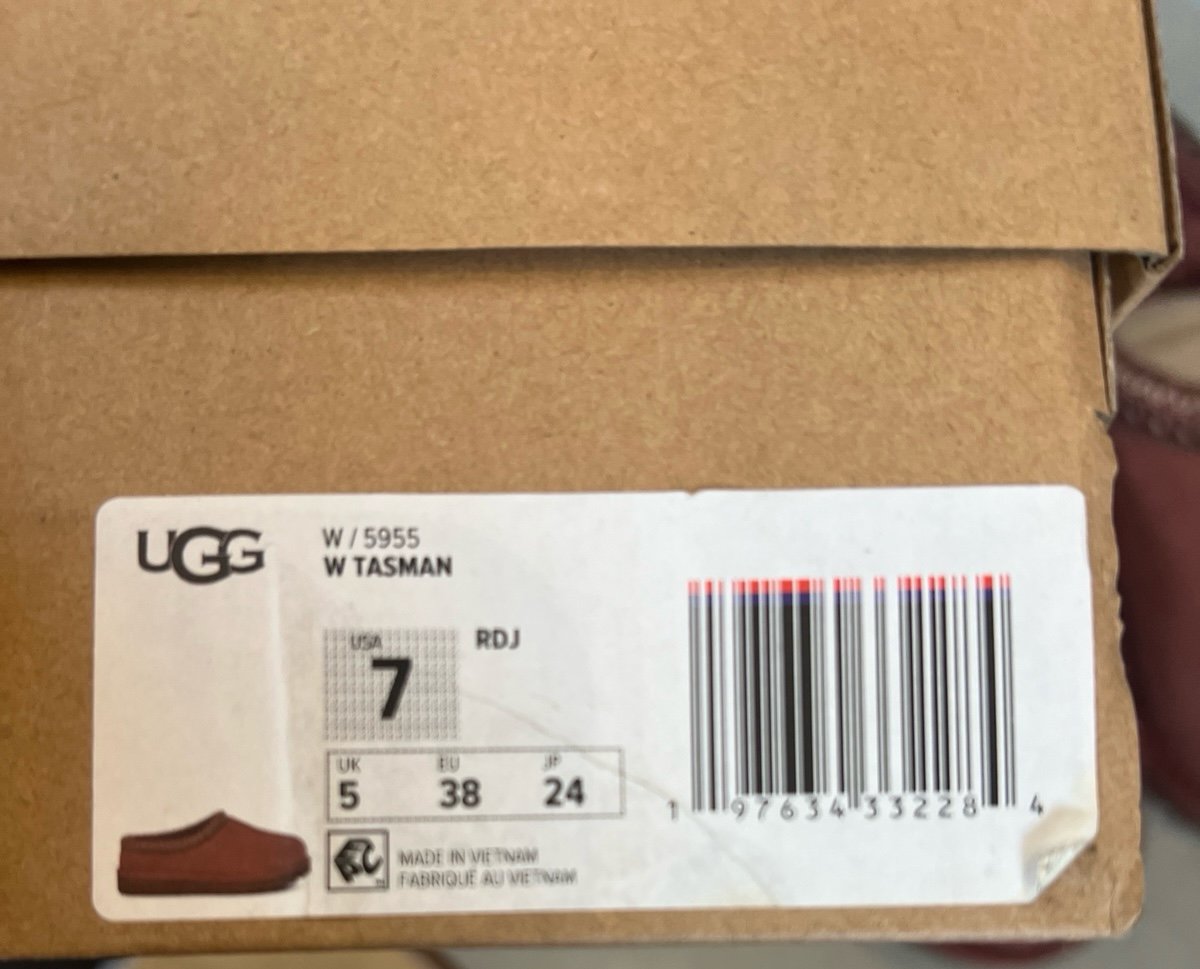 UGG
W / 5955
W TASMAN
USA
7
RDJ
UK EU JP
5 38 24
MADE IN VIETNAM
FABRIQUÉ AU VIETNAM
1 97634 33228 4